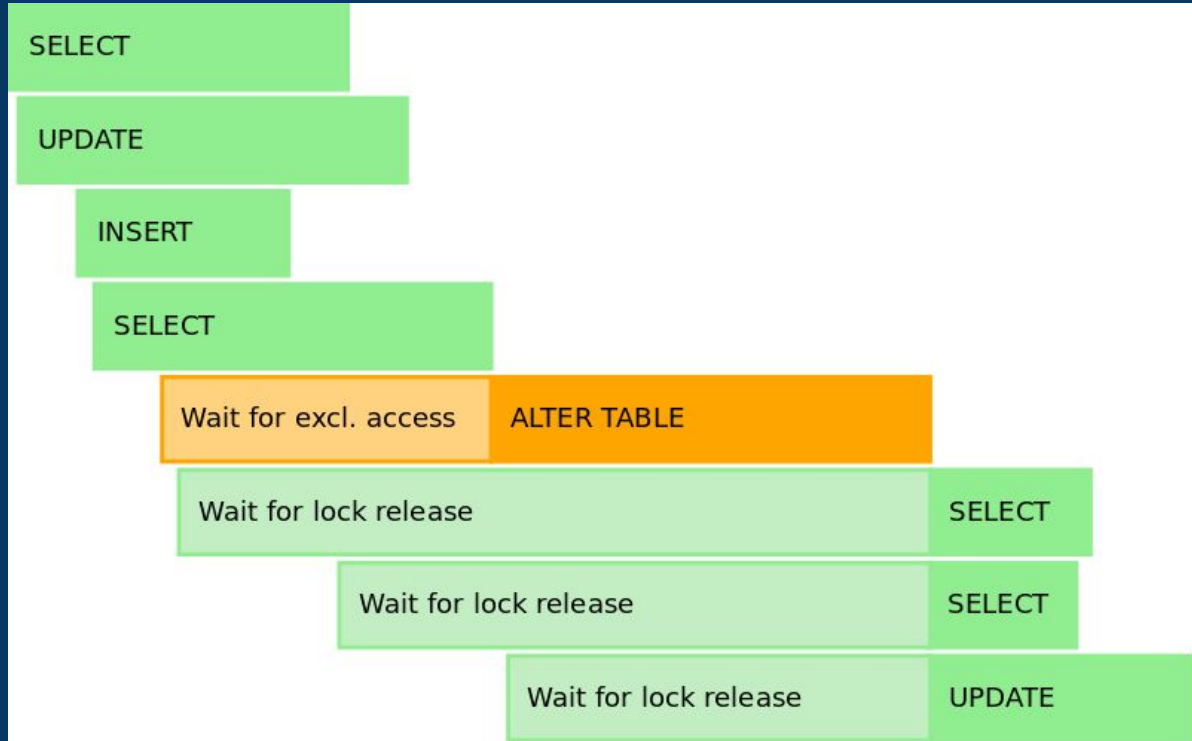 SELECT
UPDATE
INSERT
SELECT
Wait for excl. access ALTER TABLE
Wait for lock release SELECT
Wait for lock release SELECT
Wait for lock release UPDATE